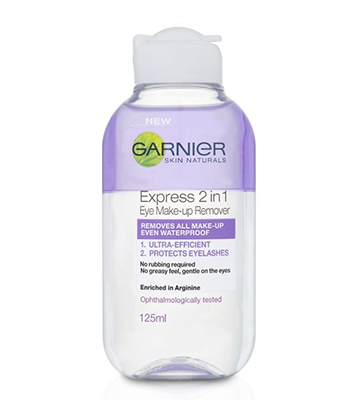 NEW
GARNIER
SKIN NATURALS
Express 2 in 1
Eye Make-up Remover
REMOVES ALL MAKE-UP
EVEN WATERPROOF
1. ULTRA-EFFICIENT
2. PROTECTS EYELASHES
No rubbing required
No greasy feel, gentle on the eyes
Enriched in Arginine
Ophthalmologically tested
125ml